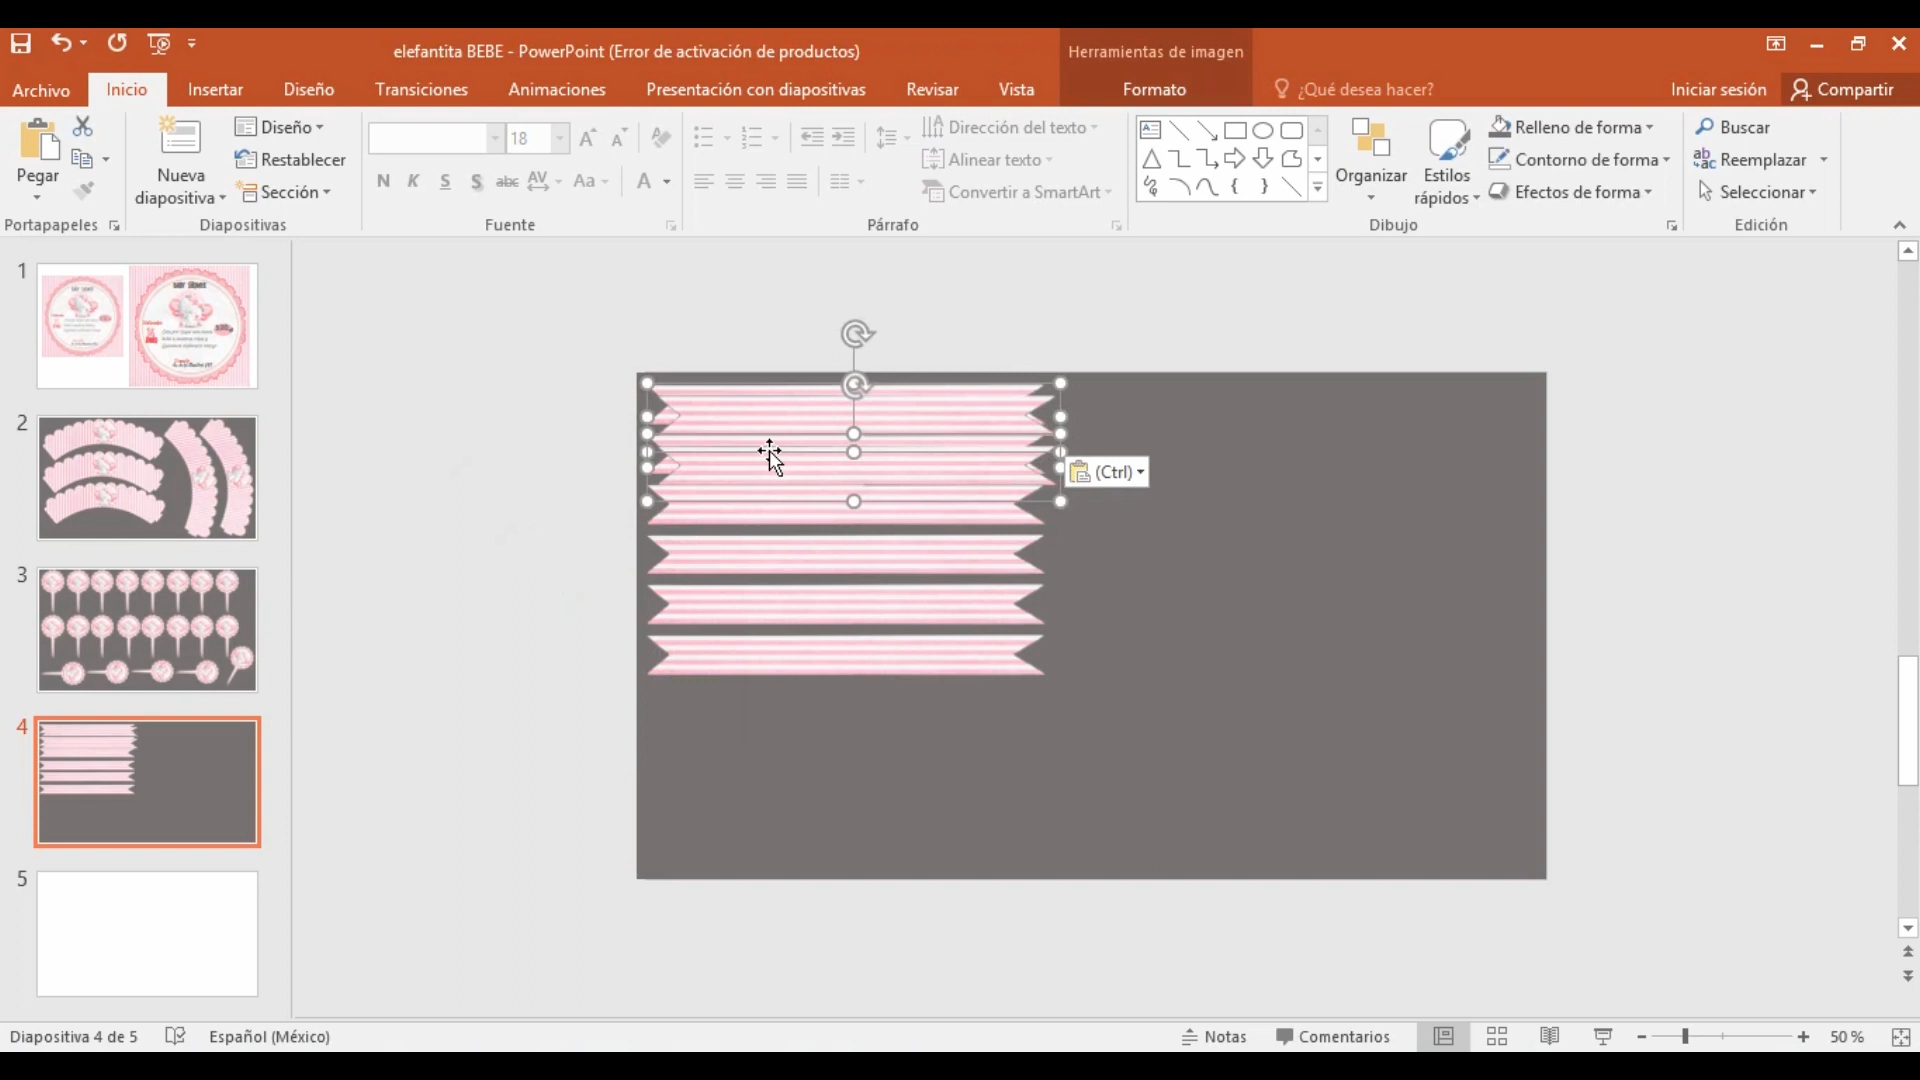 elefantita BEBE - PowerPoint (Error de activación de productos)
Herramientas de imagen
Archivo
Inicio
Insertar
Diseño
Transiciones
Animaciones
Presentación con diapositivas
Revisar
Vista
Formato
¿Qué desea hacer?
Iniciar sesión
Compartir
Pegar
Portapapeles
Nueva
diapositiva
Diseño
Restablecer
Sección
Diapositivas
18
N K S S abc AV Aa A
Fuente
Dirección del texto
Alinear texto
Convertir a SmartArt
Párrafo
Organizar
Estilos
rápidos
Relleno de forma
Contorno de forma
Efectos de forma
Dibujo
Buscar
Reemplazar
Seleccionar
Edición
1
2
3
4
5
(Ctrl)
Diapositiva 4 de 5
Español (México)
Notas
Comentarios
50 %